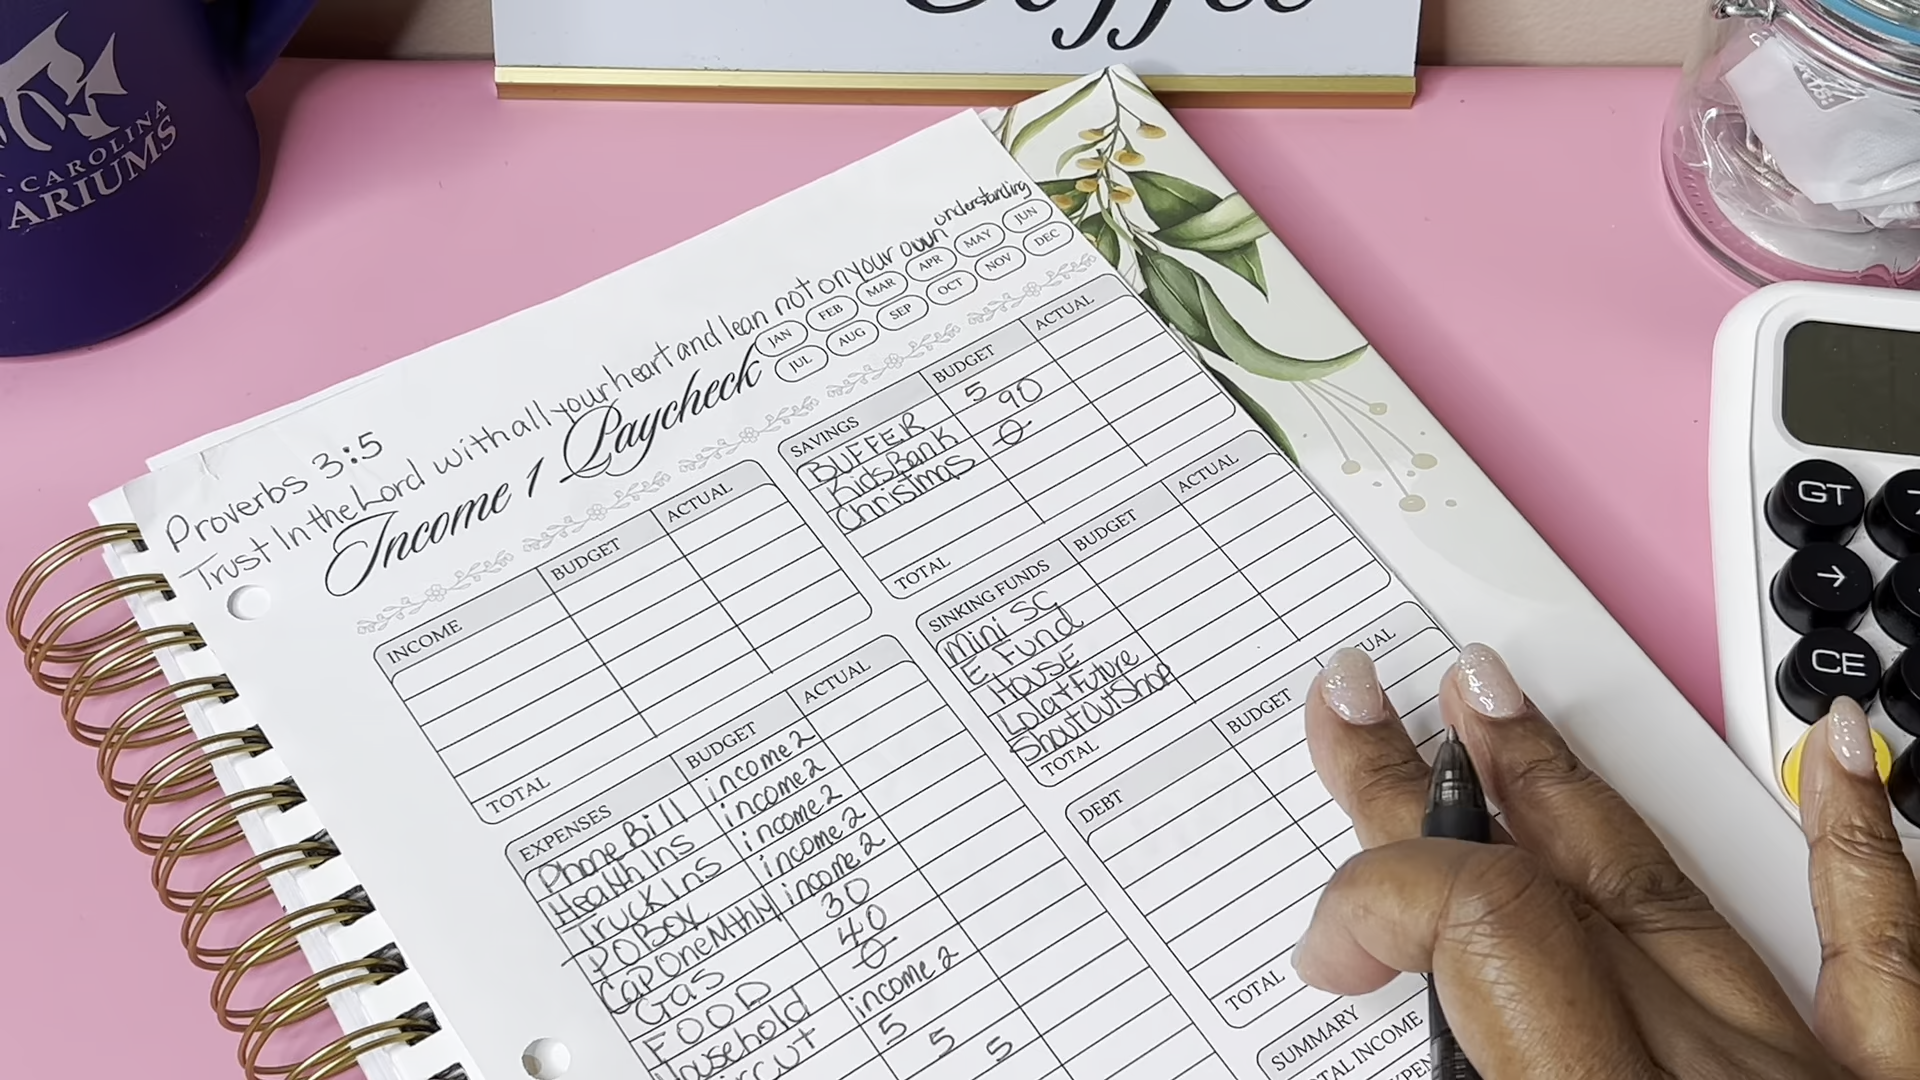 Coffee
CAROLINA
ARIUMS
Proverbs 3:5
Trust In the Lord with all your heart and lean not on your own understanding
Income 1 Paycheck
JAN FEB MAR APR MAY JUN
JUL AUG SEP OCT NOV DEC
INCOME BUDGET ACTUAL
TOTAL
SAVINGS BUDGET ACTUAL
BUFFER 5
Kids Bank 90
Christmas 0
TOTAL
EXPENSES BUDGET ACTUAL
Phone Bill income 2
Health Ins income 2
Truck Ins income 2
PO Box income 2
Cap One Mthly income 2
Gas 30
FOOD 40
Household 0
income 2
5
5
5
SINKING FUNDS BUDGET ACTUAL
Mini SC
E Fund
HOUSE
Lola + Future
ShoutOut Shop
TOTAL
DEBT BUDGET
TOTAL
SUMMARY
TOTAL INCOME
GT
→
CE